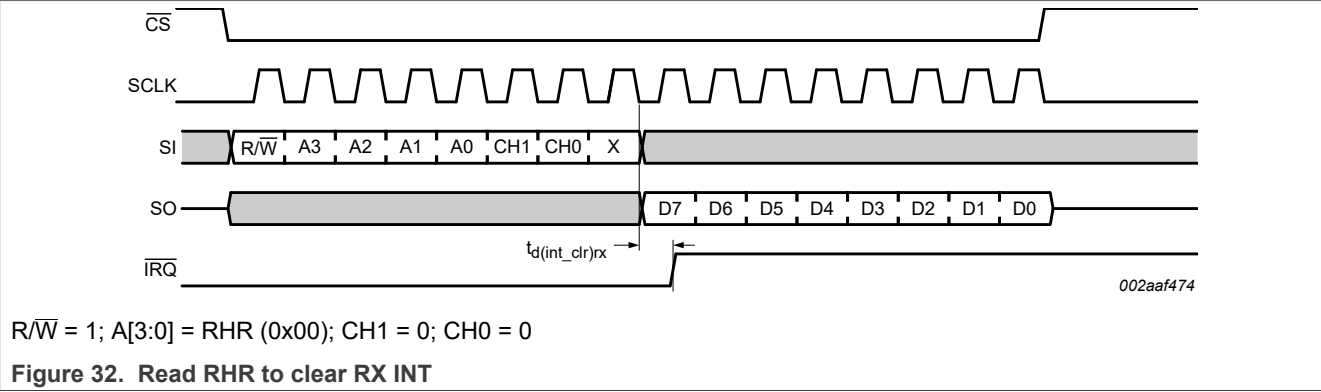 C̅S̅
SCLK
SI R/W̅ A3 A2 A1 A0 CH1 CH0 X
SO D7 D6 D5 D4 D3 D2 D1 D0
td(int_clr)rx
I̅R̅Q̅
002aaf474
R/W̅ = 1; A[3:0] = RHR (0x00); CH1 = 0; CH0 = 0
Figure 32. Read RHR to clear RX INT